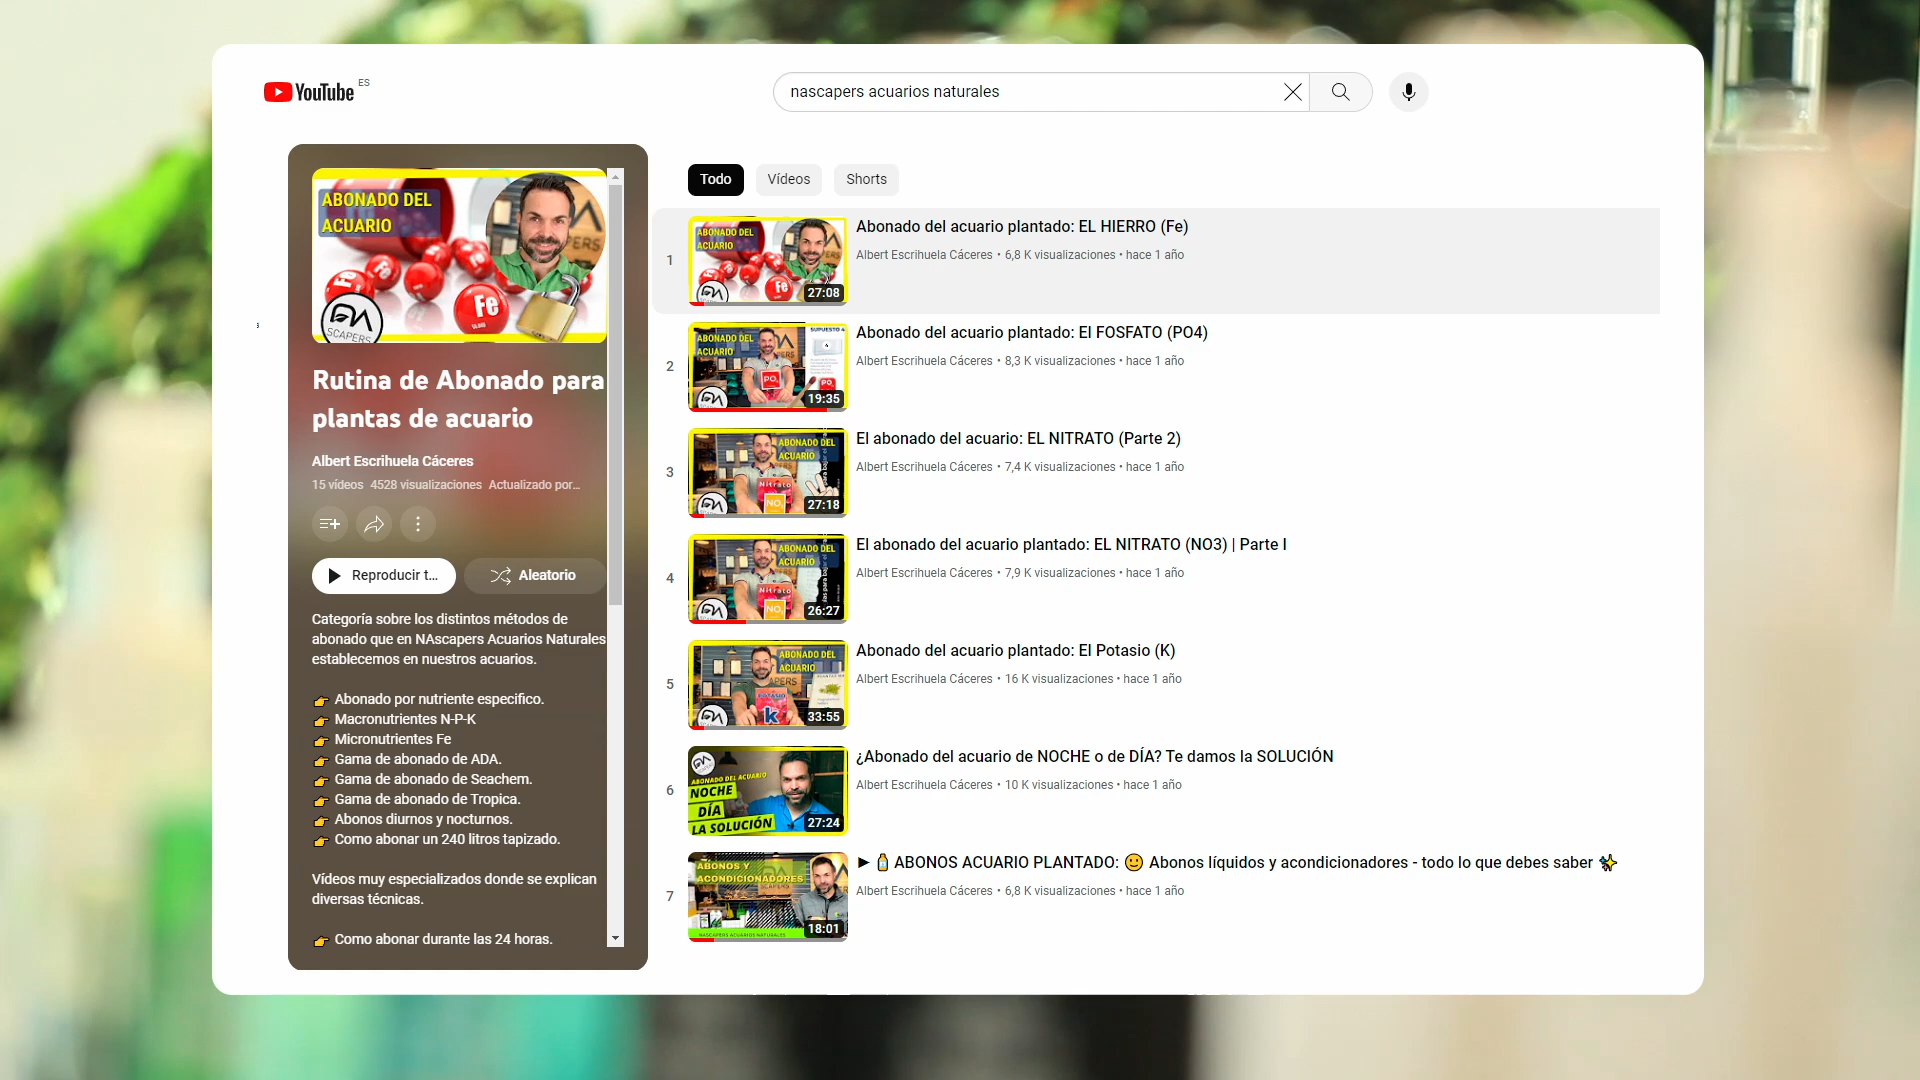 YouTube ES
nascapers acuarios naturales
ABONADO DEL
ACUARIO
Fe
SCAPERS
Rutina de Abonado para
plantas de acuario
Albert Escrihuela Cáceres
15 vídeos 4528 visualizaciones Actualizado por...
Reproducir t...
Aleatorio
Categoría sobre los distintos métodos de
abonado que en NAscapers Acuarios Naturales
establecemos en nuestros acuarios.
👉 Abonado por nutriente especifico.
👉 Macronutrientes N-P-K
👉 Micronutrientes Fe
👉 Gama de abonado de ADA.
👉 Gama de abonado de Seachem.
👉 Gama de abonado de Tropica.
👉 Abonos diurnos y nocturnos.
👉 Como abonar un 240 litros tapizado.
Vídeos muy especializados donde se explican
diversas técnicas.
👉 Como abonar durante las 24 horas.
Todo
Vídeos
Shorts
1
ABONADO DEL
ACUARIO
27:08
Abonado del acuario plantado: EL HIERRO (Fe)
Albert Escrihuela Cáceres • 6,8 K visualizaciones • hace 1 año
2
ABONADO DEL
ACUARIO
19:35
Abonado del acuario plantado: El FOSFATO (PO4)
Albert Escrihuela Cáceres • 8,3 K visualizaciones • hace 1 año
3
ABONADO DEL
ACUARIO
Nitrato
27:18
El abonado del acuario: EL NITRATO (Parte 2)
Albert Escrihuela Cáceres • 7,4 K visualizaciones • hace 1 año
4
ABONADO DEL
ACUARIO
Nitrato
26:27
El abonado del acuario plantado: EL NITRATO (NO3) | Parte I
Albert Escrihuela Cáceres • 7,9 K visualizaciones • hace 1 año
5
ABONADO DEL
ACUARIO
POTASIO
k
33:55
Abonado del acuario plantado: El Potasio (K)
Albert Escrihuela Cáceres • 16 K visualizaciones • hace 1 año
6
ABONADO DEL ACUARIO
NOCHE
DÍA
LA SOLUCIÓN
27:24
¿Abonado del acuario de NOCHE o de DÍA? Te damos la SOLUCIÓN
Albert Escrihuela Cáceres • 10 K visualizaciones • hace 1 año
7
ABONOS Y
ACONDICIONADORES
NASCAPERS ACUARIOS NATURALES
18:01
► 🧴 ABONOS ACUARIO PLANTADO: 🙂 Abonos líquidos y acondicionadores - todo lo que debes saber ✨
Albert Escrihuela Cáceres • 6,8 K visualizaciones • hace 1 año